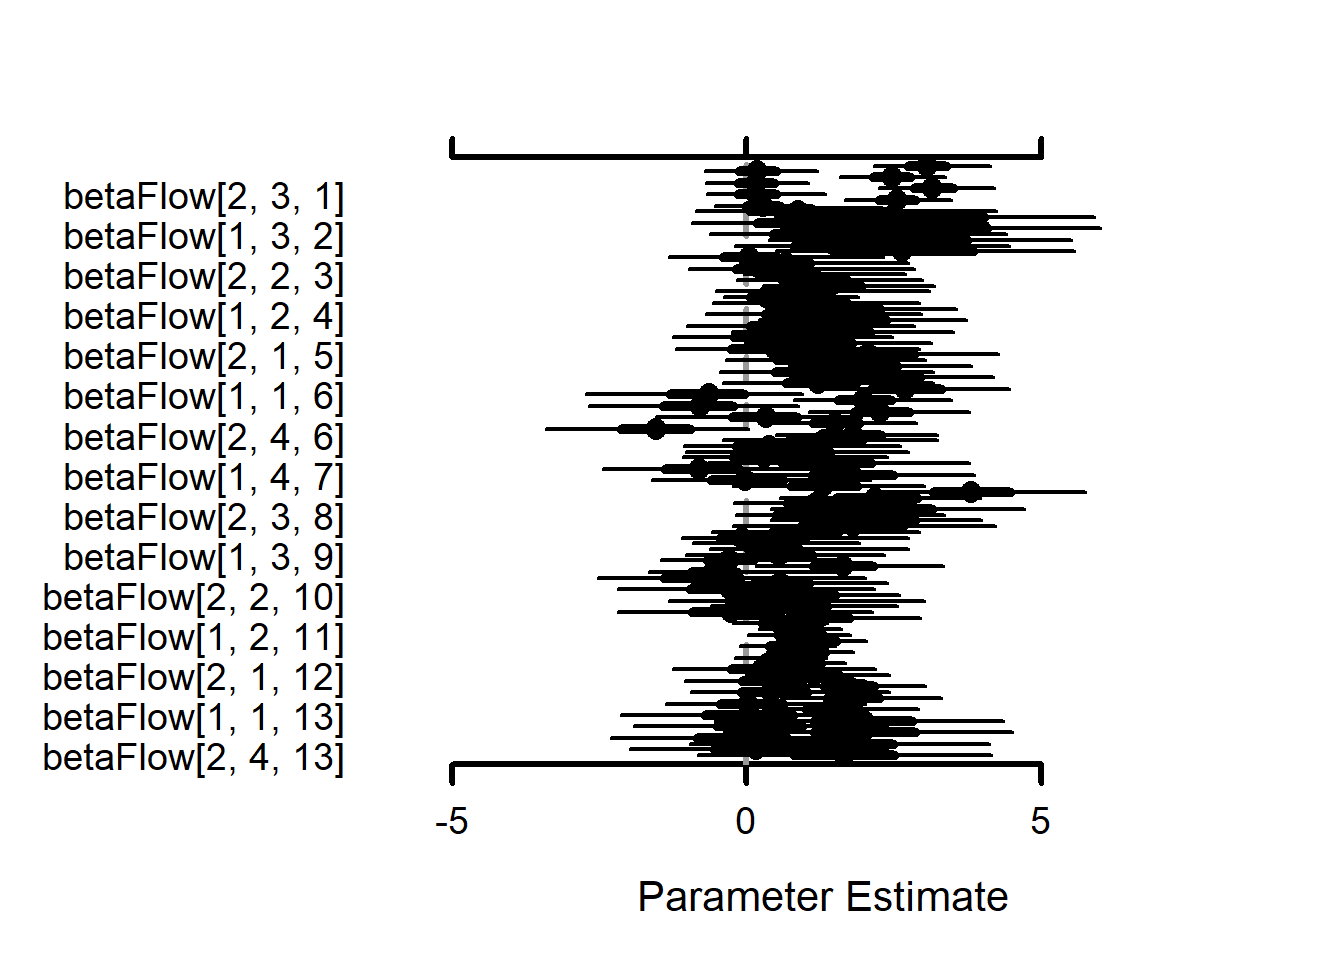 betaFlow[2, 3, 1]
betaFlow[1, 3, 2]
betaFlow[2, 2, 3]
betaFlow[1, 2, 4]
betaFlow[2, 1, 5]
betaFlow[1, 1, 6]
betaFlow[2, 4, 6]
betaFlow[1, 4, 7]
betaFlow[2, 3, 8]
betaFlow[1, 3, 9]
betaFlow[2, 2, 10]
betaFlow[1, 2, 11]
betaFlow[2, 1, 12]
betaFlow[1, 1, 13]
betaFlow[2, 4, 13]
-5 0 5
Parameter Estimate